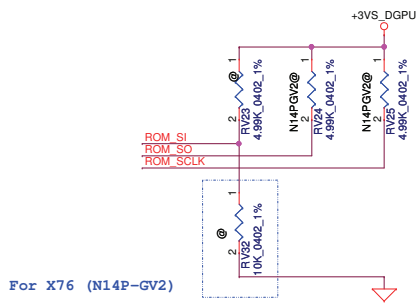 +3VS_DGPU
1
1
1
@
RV23
4.99K_0402_1%
N14PGV2@
RV24
4.99K_0402_1%
N14PGV2@
RV25
4.99K_0402_1%
2
2
2
ROM_SI
ROM_SO
ROM_SCLK
1
@
RV32
10K_0402_1%
2
For X76 (N14P-GV2)